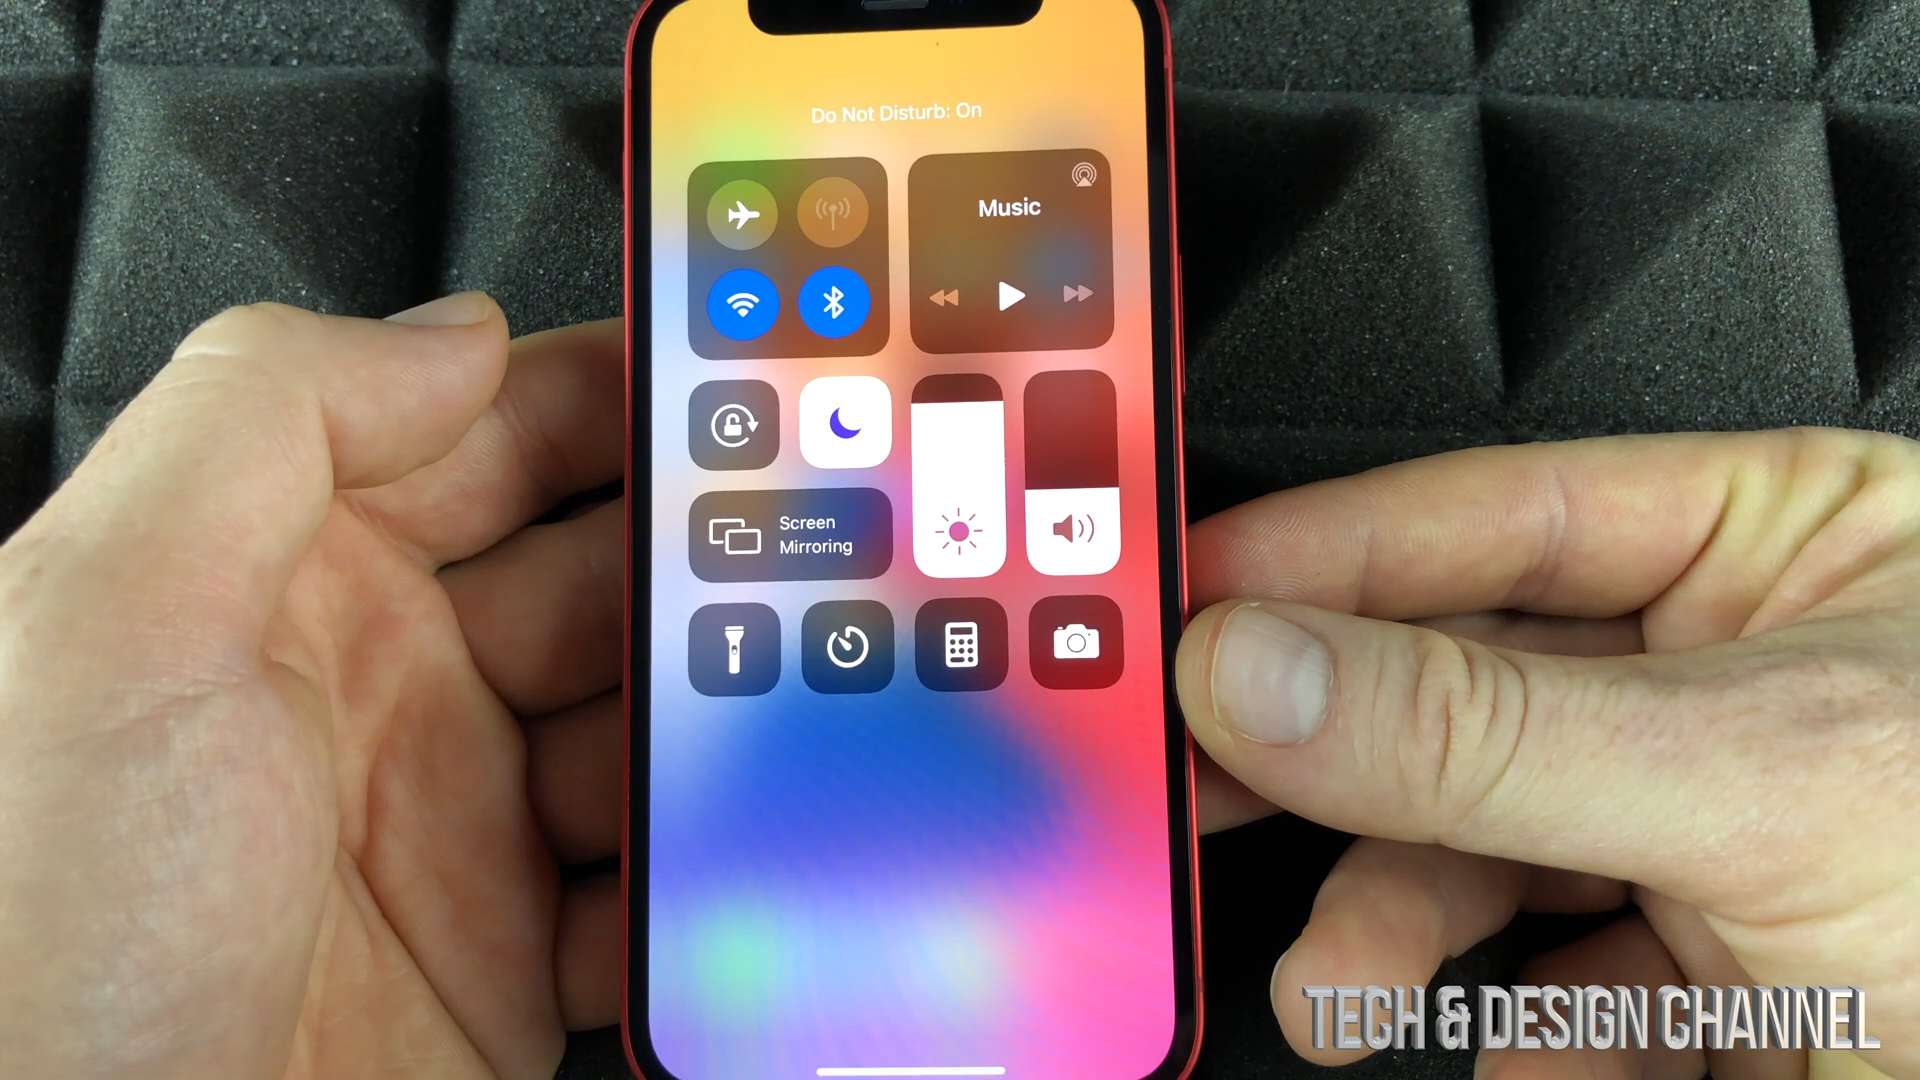 Do Not Disturb: On
Music
Screen
Mirroring
TECH & DESIGN CHANNEL